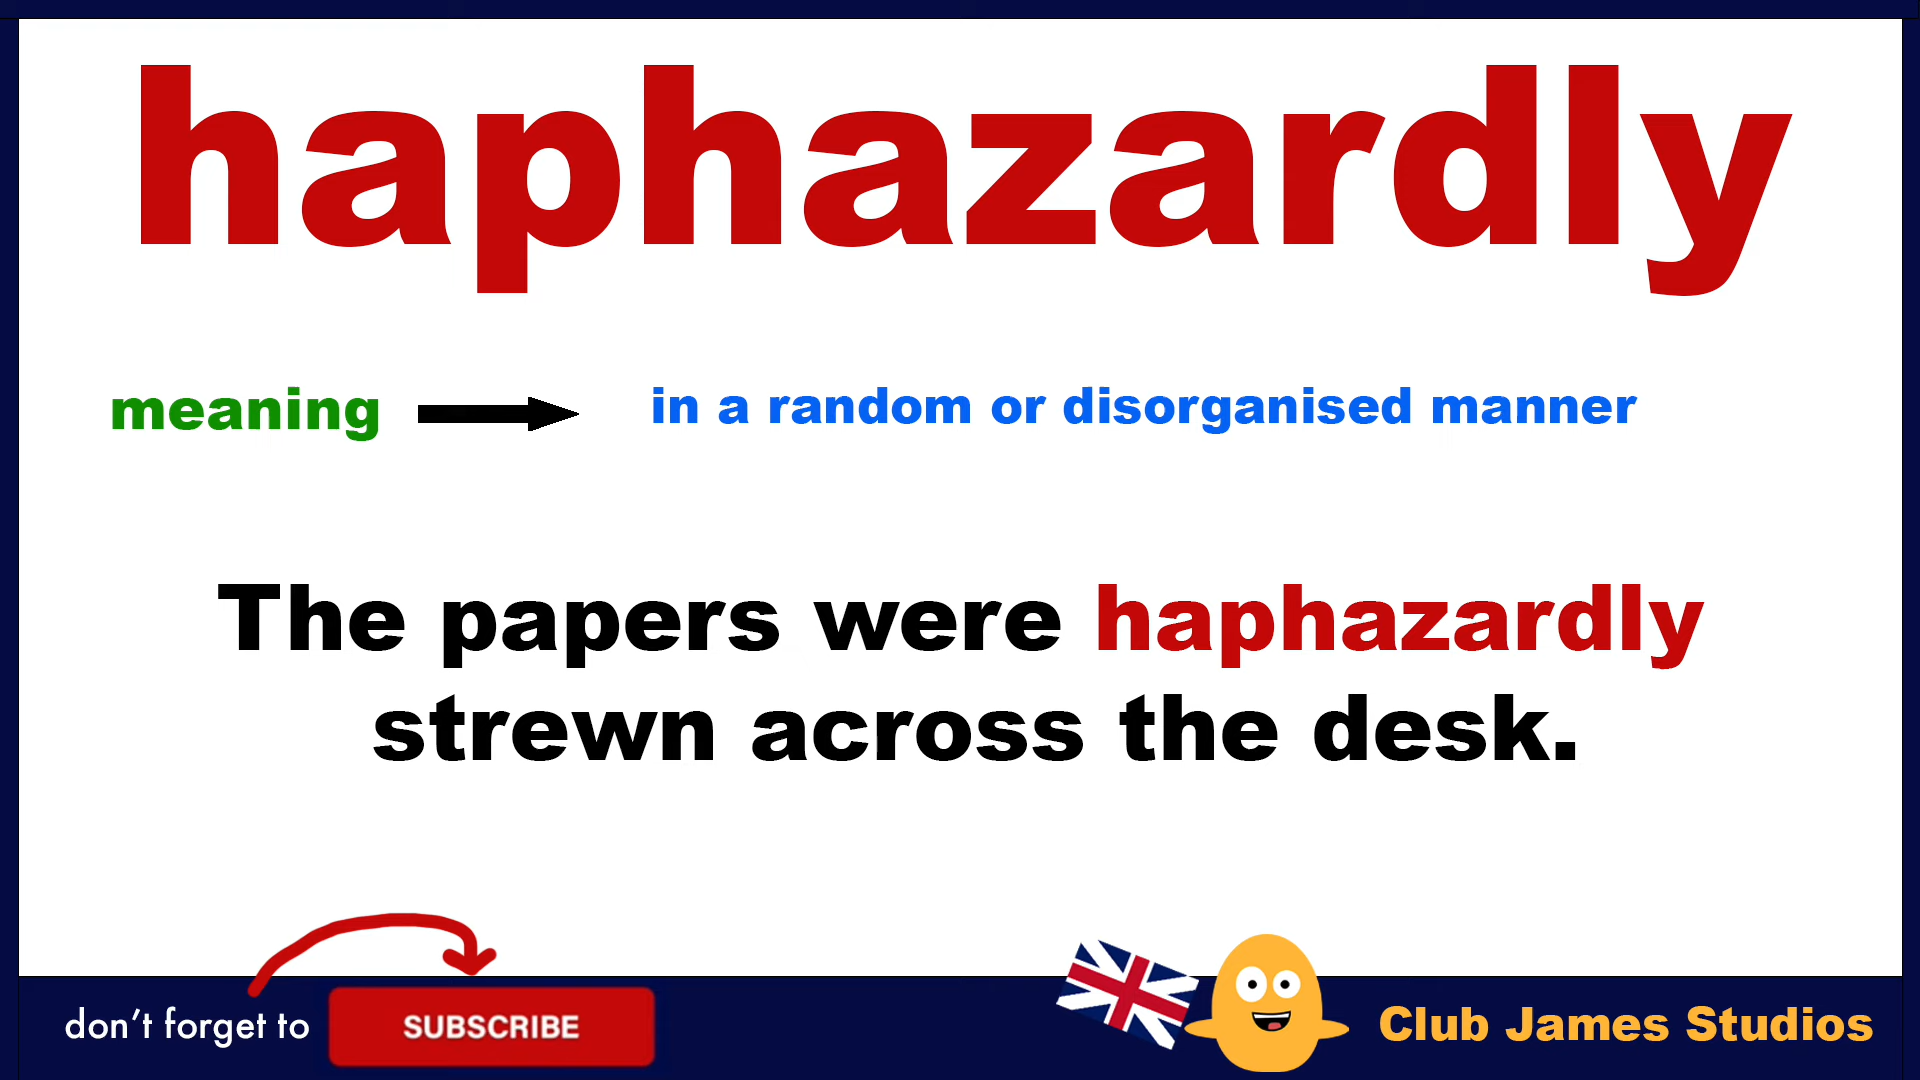 haphazardly
meaning
in a random or disorganised manner
The papers were haphazardly
strewn across the desk.
don't forget to
SUBSCRIBE
Club James Studios